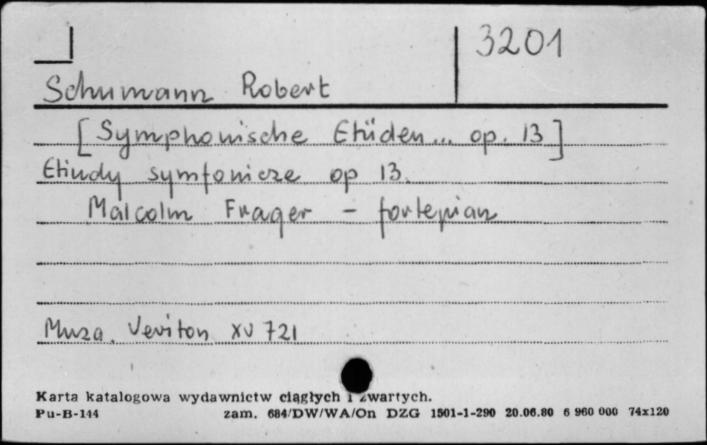 3201
Schumann Robert
[Symphonische Etüden... op. 13]
Etiudy symfonicze op 13.
Malcolm Frager - fortepian
Muza. Veriton XV 721
Karta katalogowa wydawnictw ciągłych i zwartych.
Pu-B-144 zam. 684/DW/WA/On DZG 1501-1-290 20.06.80 6 960 000 74x120